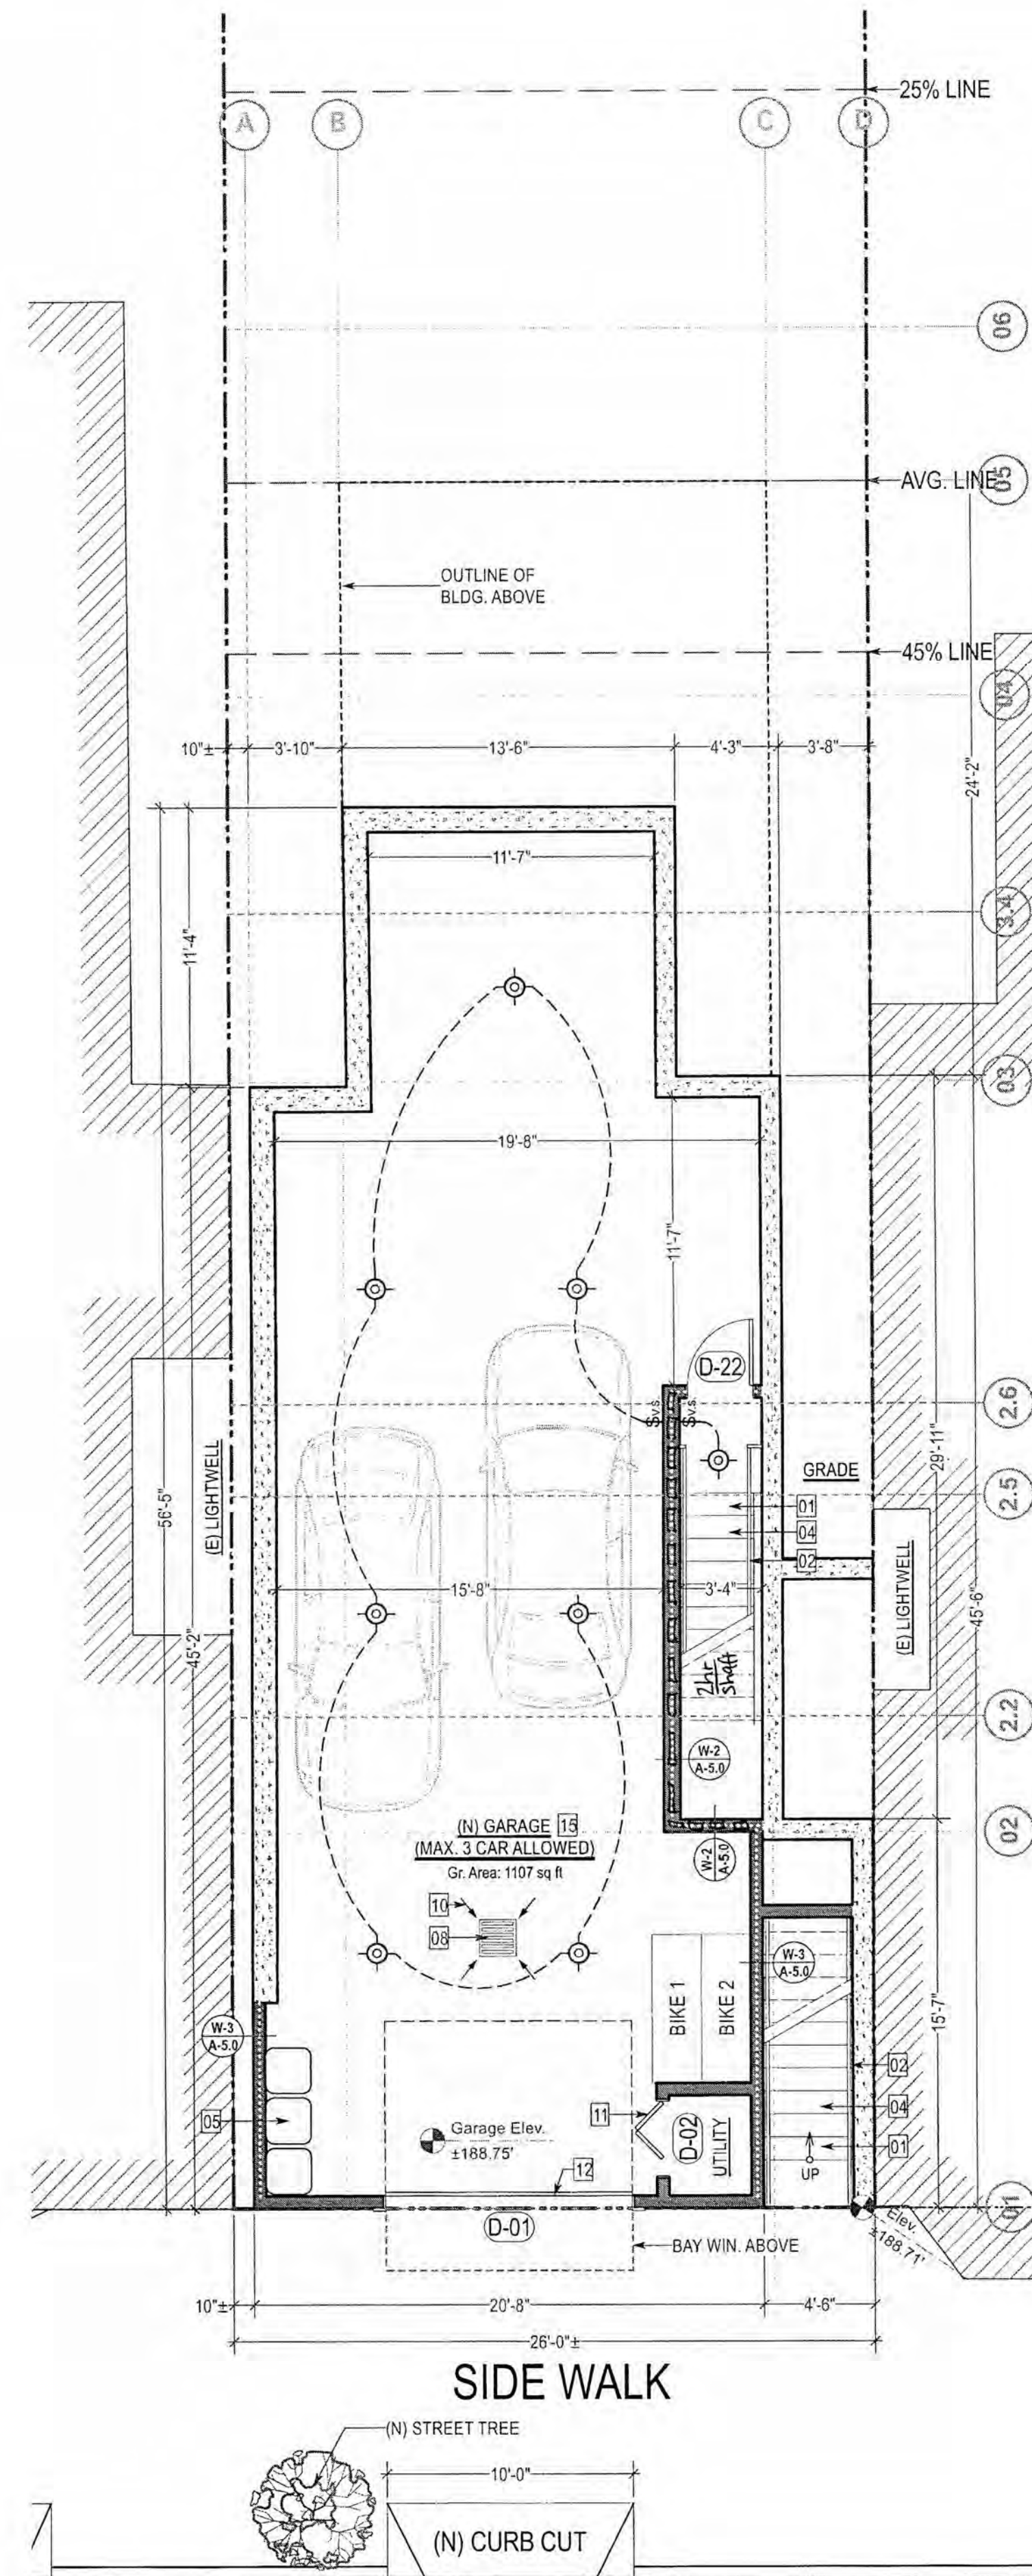 25% LINE
A
B
C
D
06
AVG. LINE
05
OUTLINE OF
BLDG. ABOVE
45% LINE
04
10"±
3'-10"
13'-6"
4'-3"
3'-8"
24'-2"
11'-7"
3.4
11'-4"
03
19'-8"
11'-7"
D-22
2.6
$v.s.
$v.s.
29'-11"
GRADE
(E) LIGHTWELL
56'-5"
2.5
01
04
02
15'-8"
3'-4"
(E) LIGHTWELL
45'-6"
45'-2"
2hr
shaft
2.2
W-2
A-5.0
(N) GARAGE 15
(MAX. 3 CAR ALLOWED)
Gr. Area: 1107 sq ft
02
W-2
A-5.0
10
08
W-3
A-5.0
BIKE 1
BIKE 2
15'-7"
W-3
A-5.0
02
05
11
04
Garage Elev.
±188.75'
D-02
UTILITY
01
UP
12
D-01
01
Elev.
±188.71'
BAY WIN. ABOVE
10"±
20'-8"
4'-6"
26'-0"±
SIDE WALK
(N) STREET TREE
10'-0"
(N) CURB CUT